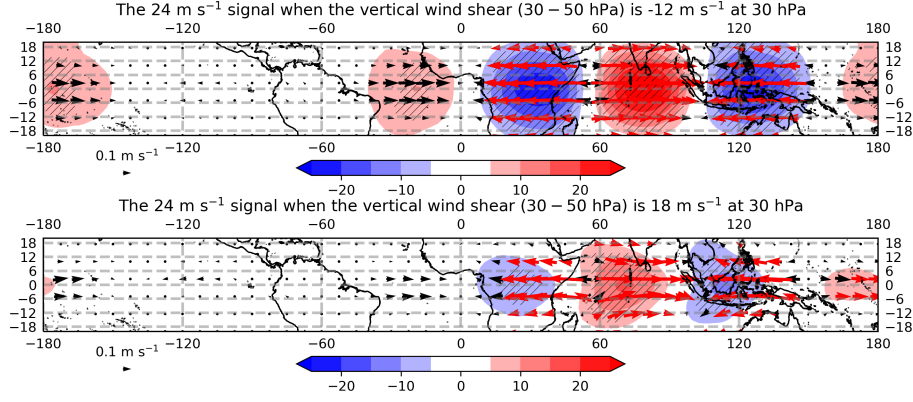 The 24 m s⁻¹ signal when the vertical wind shear (30 − 50 hPa) is -12 m s⁻¹ at 30 hPa
−180 −120 −60 0 60 120 180
18 18
12 12
6 6
0 0
−6 −6
−12 −12
−18 −18
−180 −120 −60 0 60 120 180
0.1 m s⁻¹
−20 −10 0 10 20
The 24 m s⁻¹ signal when the vertical wind shear (30 − 50 hPa) is 18 m s⁻¹ at 30 hPa
−180 −120 −60 0 60 120 180
18 18
12 12
6 6
0 0
−6 −6
−12 −12
−18 −18
−180 −120 −60 0 60 120 180
0.1 m s⁻¹
−20 −10 0 10 20